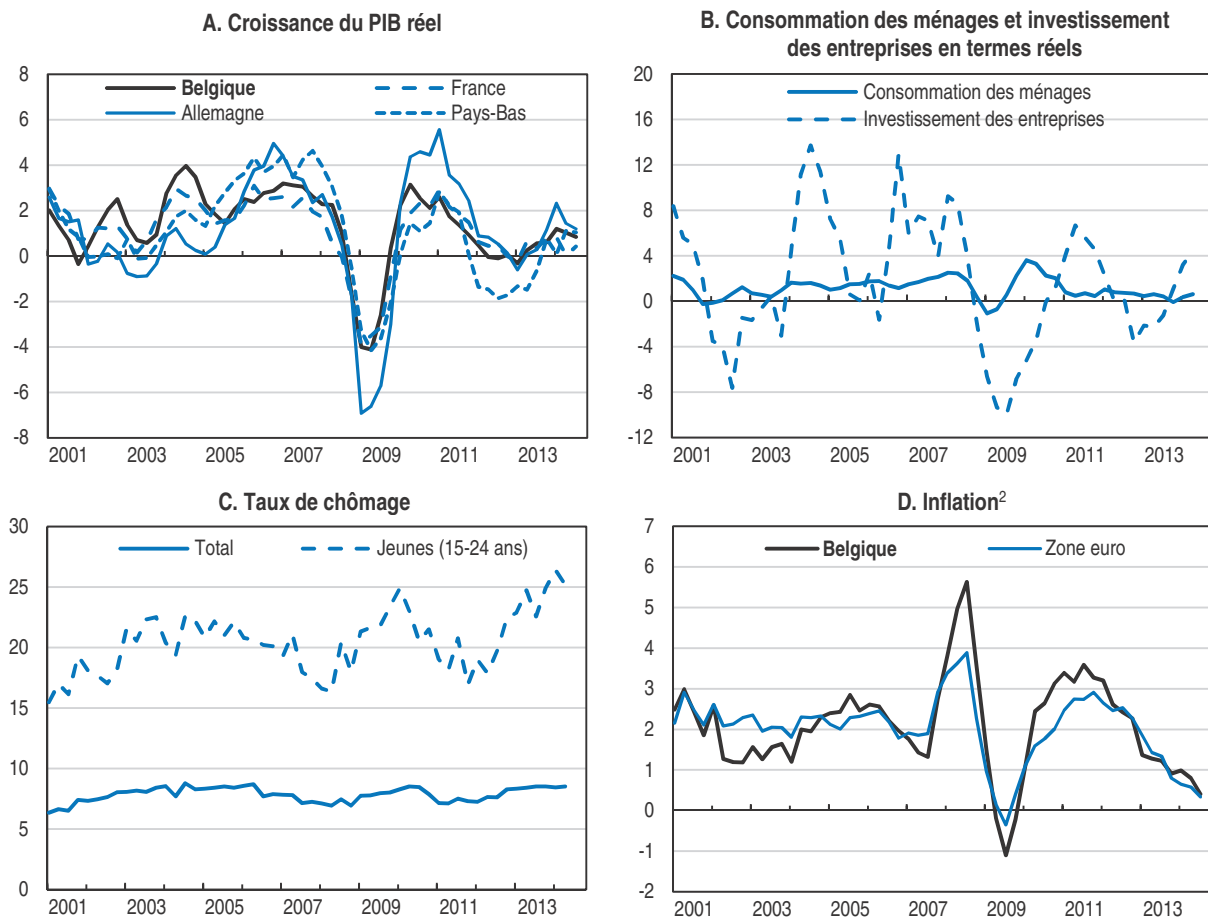 A. Croissance du PIB réel
8
6
4
2
0
-2
-4
-6
-8
Belgique
France
Allemagne
Pays-Bas
2001 2003 2005 2007 2009 2011 2013
B. Consommation des ménages et investissement
des entreprises en termes réels
20
16
12
8
4
0
-4
-8
-12
Consommation des ménages
Investissement des entreprises
2001 2003 2005 2007 2009 2011 2013
C. Taux de chômage
30
25
20
15
10
5
0
Total
Jeunes (15-24 ans)
2001 2003 2005 2007 2009 2011 2013
D. Inflation²
7
6
5
4
3
2
1
0
-1
-2
Belgique
Zone euro
2001 2003 2005 2007 2009 2011 2013